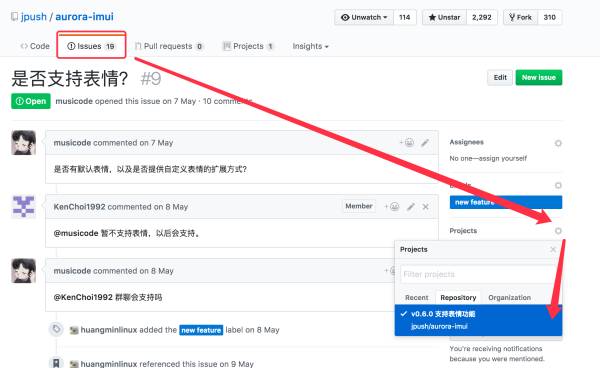 jpush / aurora-imui
Unwatch 114
Unstar 2,292
Fork 310
Code
Issues 19
Pull requests 0
Projects 1
Insights
是否支持表情? #9
Edit
New issue
Open
musicode opened this issue on 7 May · 10 comments
musicode commented on 7 May
是否有默认表情，以及是否提供自定义表情的扩展方式?
KenChoi1992 commented on 8 May
Member
@musicode 暂不支持表情，以后会支持。
musicode commented on 8 May
@KenChoi1992 群聊会支持吗
huangminlinux added the new feature label on 8 May
huangminlinux referenced this issue on 9 May
Assignees
No one—assign yourself
new feature
Projects
Projects
Filter projects
Recent
Repository
Organization
v0.6.0 支持表情功能
jpush/aurora-imui
You're receiving notifications
because you were mentioned.